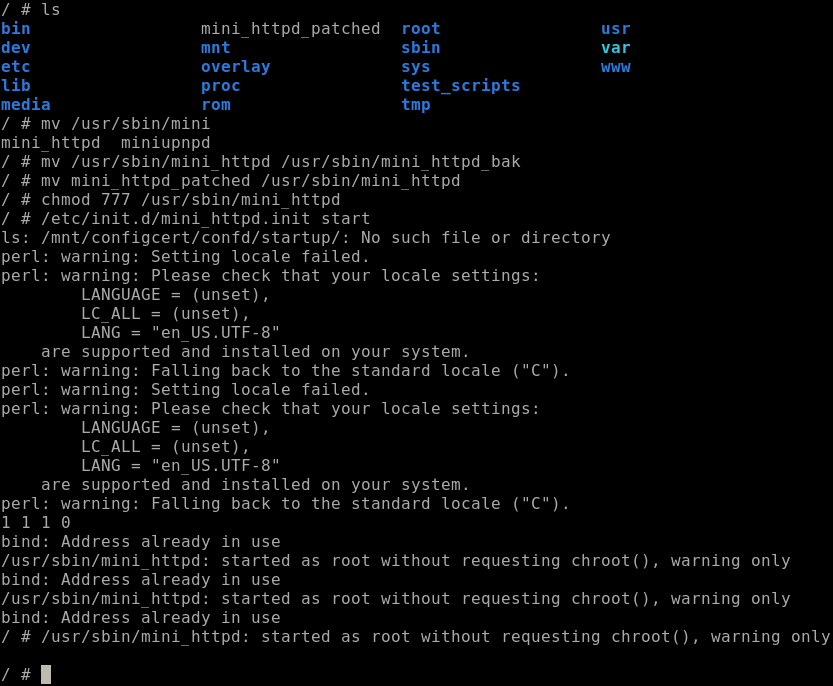 / # ls
bin                 mini_httpd_patched  root                usr
dev                 mnt                 sbin                var
etc                 overlay             sys                 www
lib                 proc                test_scripts
media               rom                 tmp
/ # mv /usr/sbin/mini
mini_httpd  miniupnpd
/ # mv /usr/sbin/mini_httpd /usr/sbin/mini_httpd_bak
/ # mv mini_httpd_patched /usr/sbin/mini_httpd
/ # chmod 777 /usr/sbin/mini_httpd
/ # /etc/init.d/mini_httpd.init start
ls: /mnt/configcert/confd/startup/: No such file or directory
perl: warning: Setting locale failed.
perl: warning: Please check that your locale settings:
        LANGUAGE = (unset),
        LC_ALL = (unset),
        LANG = "en_US.UTF-8"
    are supported and installed on your system.
perl: warning: Falling back to the standard locale ("C").
perl: warning: Setting locale failed.
perl: warning: Please check that your locale settings:
        LANGUAGE = (unset),
        LC_ALL = (unset),
        LANG = "en_US.UTF-8"
    are supported and installed on your system.
perl: warning: Falling back to the standard locale ("C").
1 1 1 0
bind: Address already in use
/usr/sbin/mini_httpd: started as root without requesting chroot(), warning only
bind: Address already in use
/usr/sbin/mini_httpd: started as root without requesting chroot(), warning only
bind: Address already in use
/ # /usr/sbin/mini_httpd: started as root without requesting chroot(), warning only
/ #